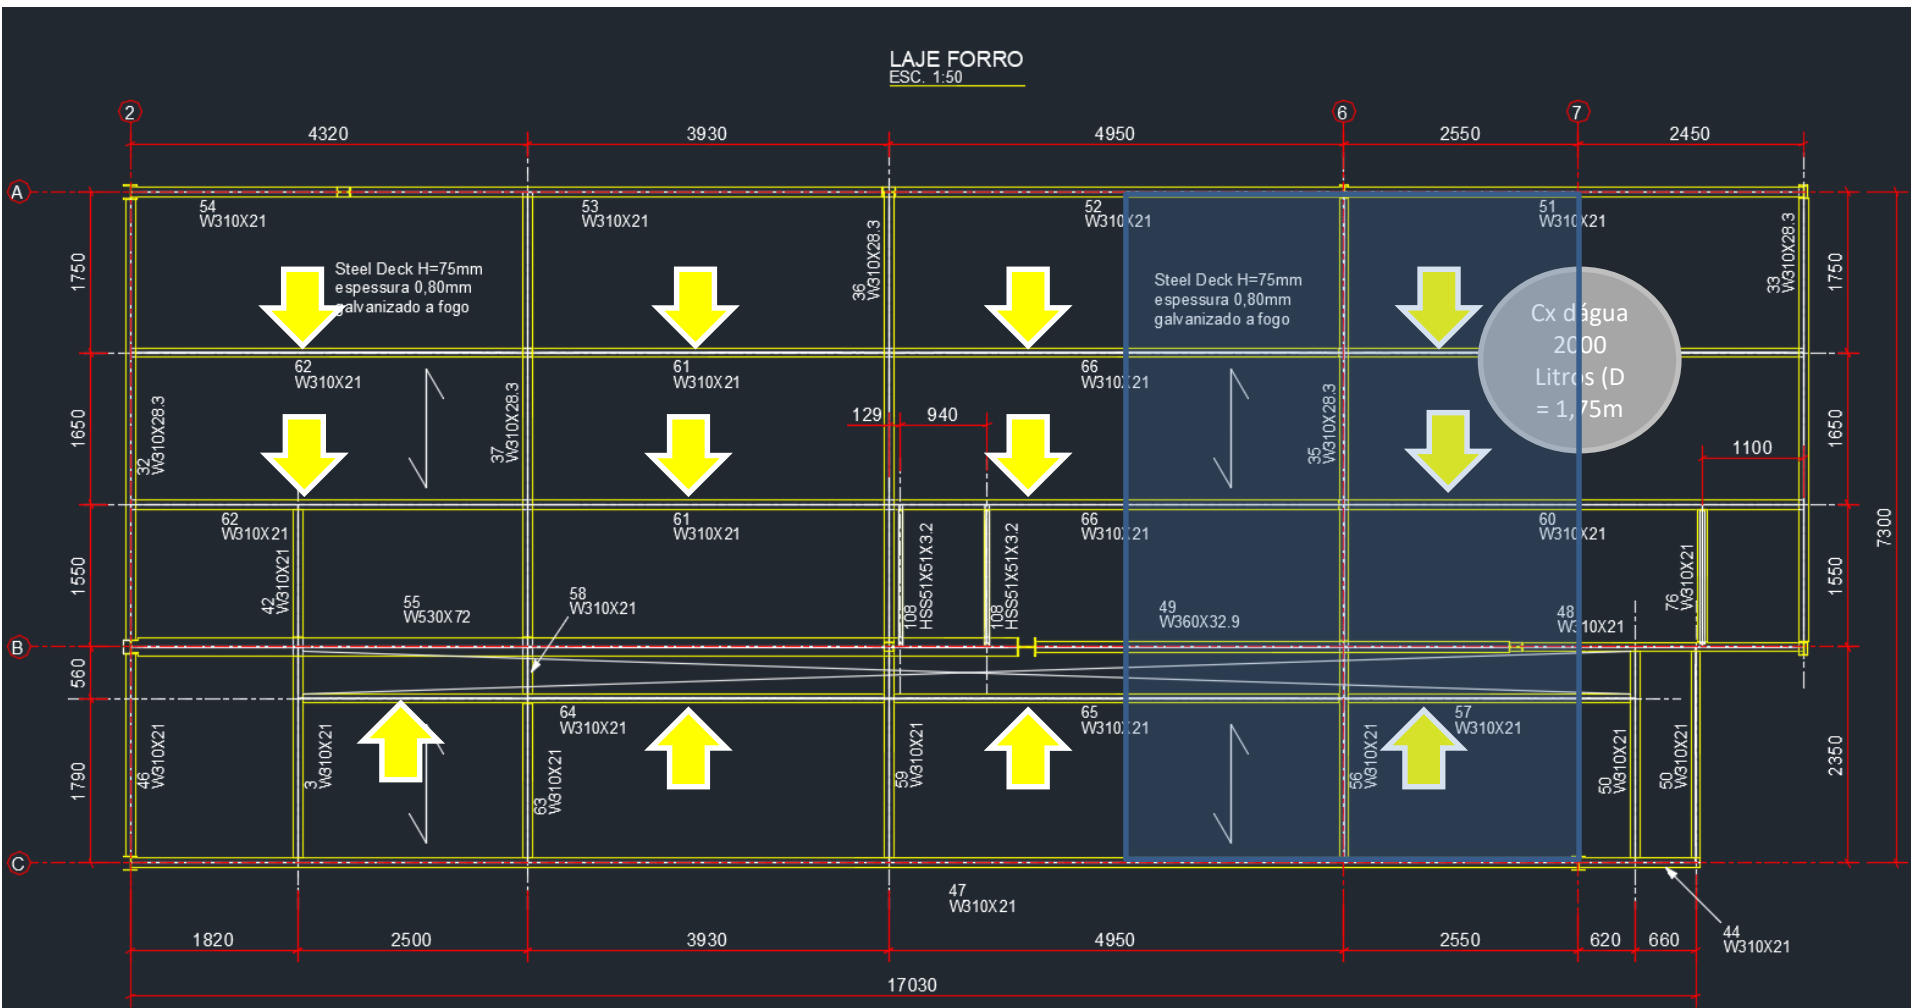 LAJE FORRO
ESC. 1:50
2
6
7
4320
3930
4950
2550
2450
A
54
W310X21
53
W310X21
52
W310X21
51
W310X21
1750
Steel Deck H=75mm
espessura 0,80mm
galvanizado a fogo
36
W310X28.3
Steel Deck H=75mm
espessura 0,80mm
galvanizado a fogo
Cx dágua
2000
Litros (D
= 1,75m
33
W310X28.3
1750
62
W310X21
61
W310X21
66
W310X21
1650
32
W310X28.3
37
W310X28.3
129
940
35
W310X28.3
1100
1650
7300
62
W310X21
61
W310X21
66
W310X21
60
W310X21
1550
42
W310X21
55
W530X72
58
W310X21
108
HSS51X51X3.2
108
HSS51X51X3.2
49
W360X32.9
48
W310X21
76
W310X21
1550
B
560
64
W310X21
65
W310X21
57
W310X21
1790
46
W310X21
3
W310X21
63
W310X21
59
W310X21
56
W310X21
50
W310X21
50
W310X21
2350
C
47
W310X21
44
W310X21
1820
2500
3930
4950
2550
620
660
17030